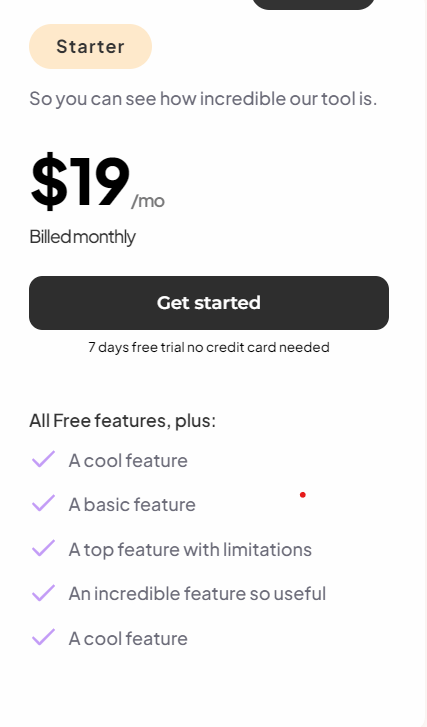 Starter
So you can see how incredible our tool is.
$19/mo
Billed monthly
Get started
7 days free trial no credit card needed
All Free features, plus:
A cool feature
A basic feature
A top feature with limitations
An incredible feature so useful
A cool feature